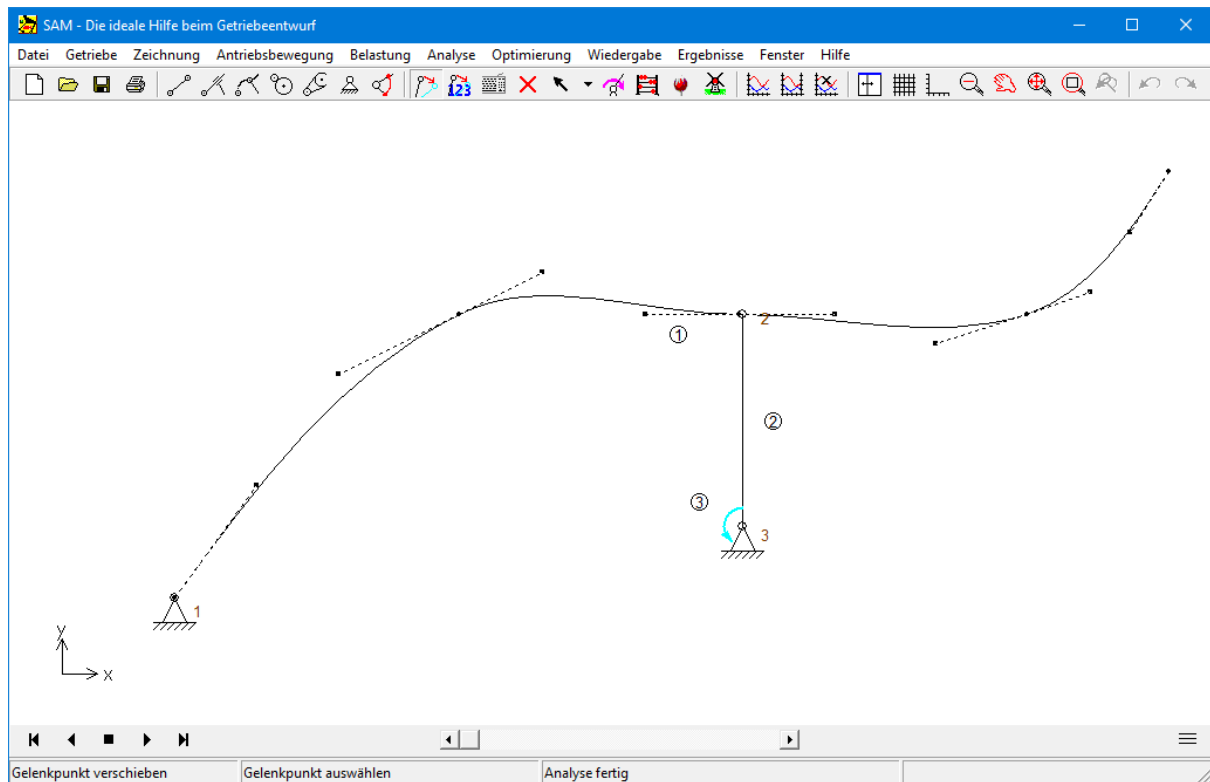 SAM - Die ideale Hilfe beim Getriebeentwurf
Datei Getriebe Zeichnung Antriebsbewegung Belastung Analyse Optimierung Wiedergabe Ergebnisse Fenster Hilfe
123
2
①
②
③
3
1
y
x
Gelenkpunkt verschieben Gelenkpunkt auswählen Analyse fertig